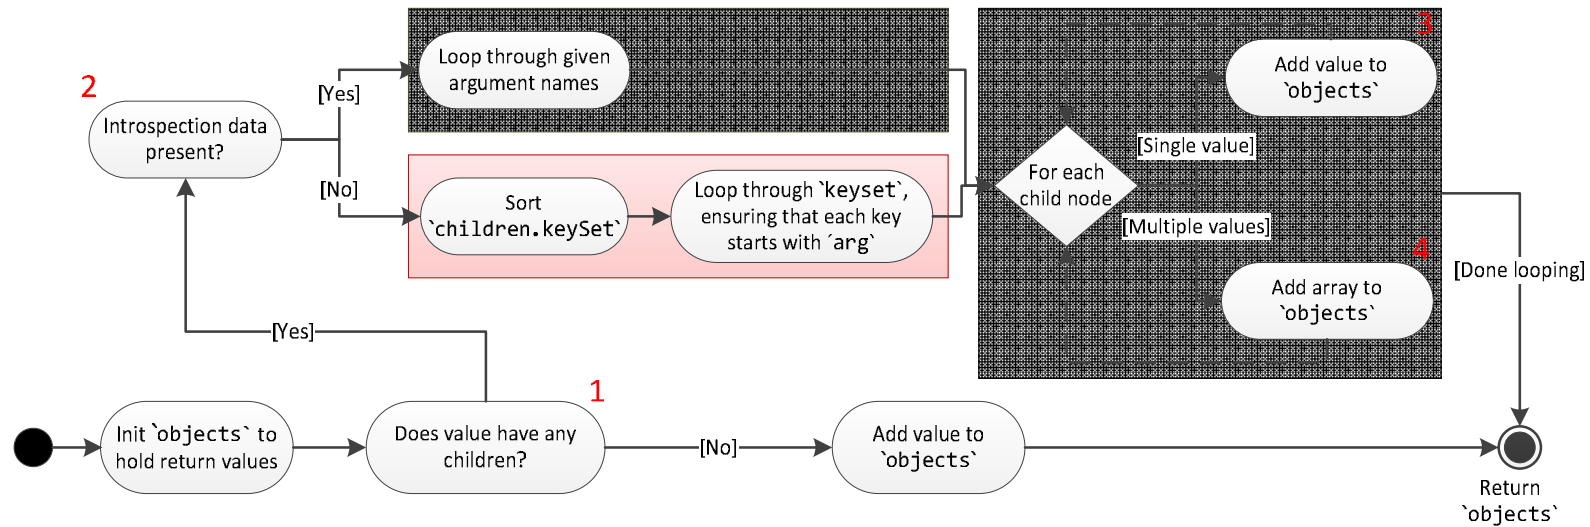 3
Loop through given
argument names
Add value to
`objects`
2
[Yes]
Introspection data
present?
[Single value]
For each
child node
[No]
Sort
`children.keySet`
Loop through `keyset`,
ensuring that each key
starts with ´arg`
[Multiple values]
4
Add array to
`objects`
[Done looping]
[Yes]
1
Init `objects` to
hold return values
Does value have any
children?
[No]
Add value to
`objects`
Return
`objects`